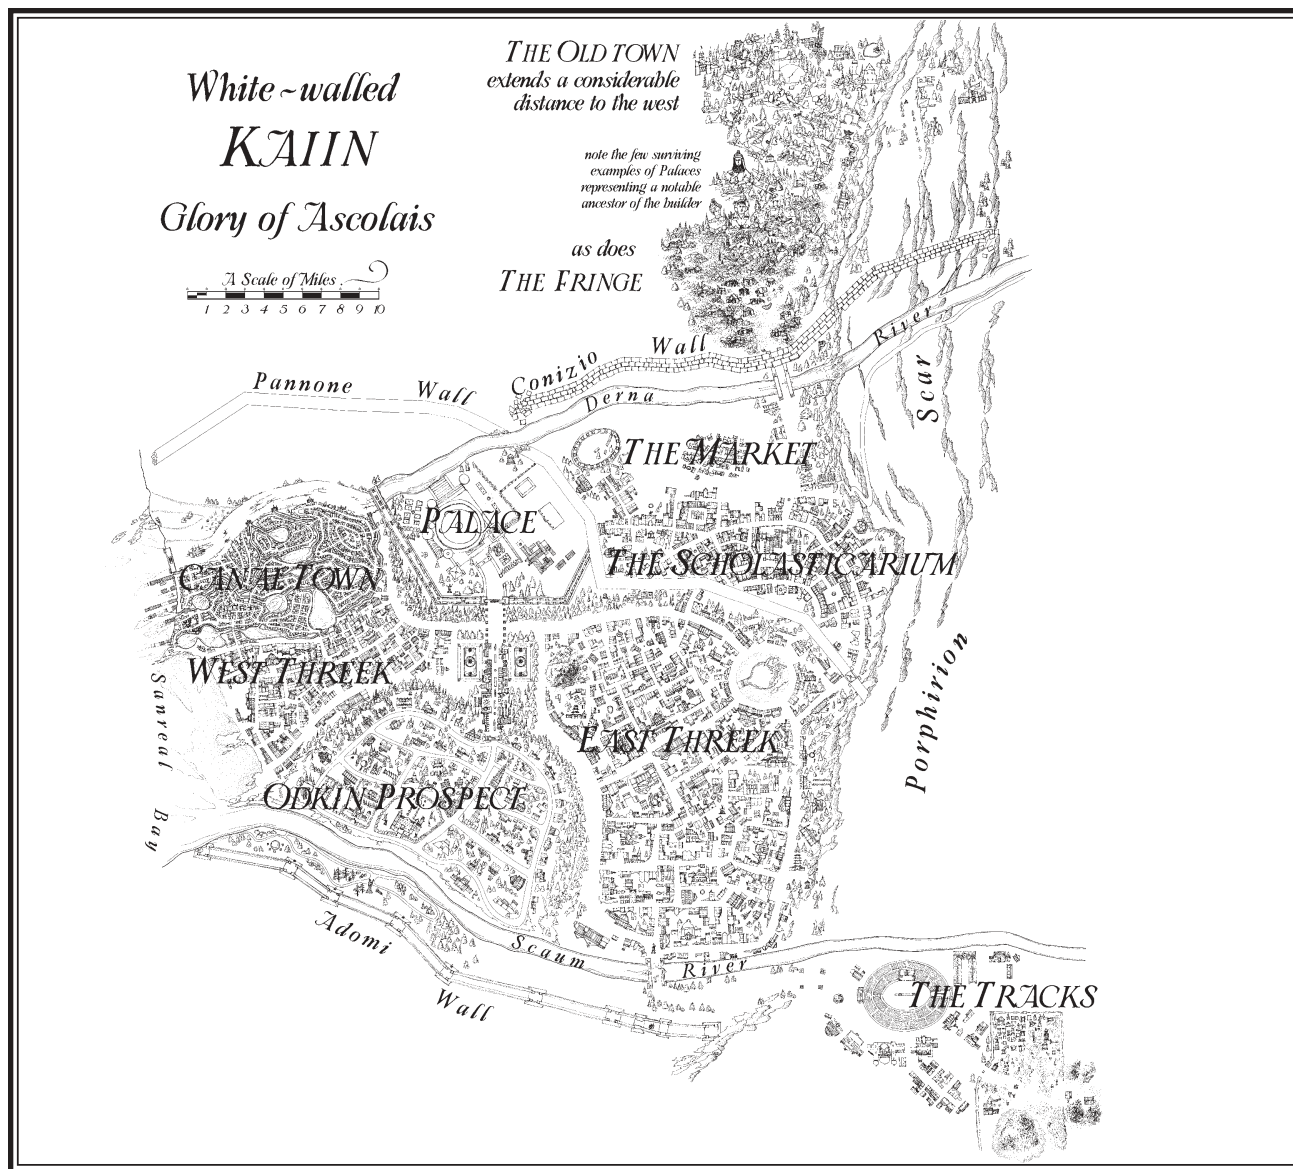 White~walled
KAIIN
Glory of Ascolais
A Scale of Miles
1 2 3 4 5 6 7 8 9 10
THE OLD TOWN
extends a considerable
distance to the west
note the few surviving
examples of Palaces
representing a notable
ancestor of the builder
as does
THE FRINGE
Pannone Wall
Conizio Wall
Derna River
Scar
THE MARKET
PALACE
THE SCHOLASTICARIUM
CANAL TOWN
WEST THREEK
Porphirion
Sanreal Bay
EAST THREEK
ODKIN PROSPECT
Adomi Wall
Scaum River
THE TRACKS